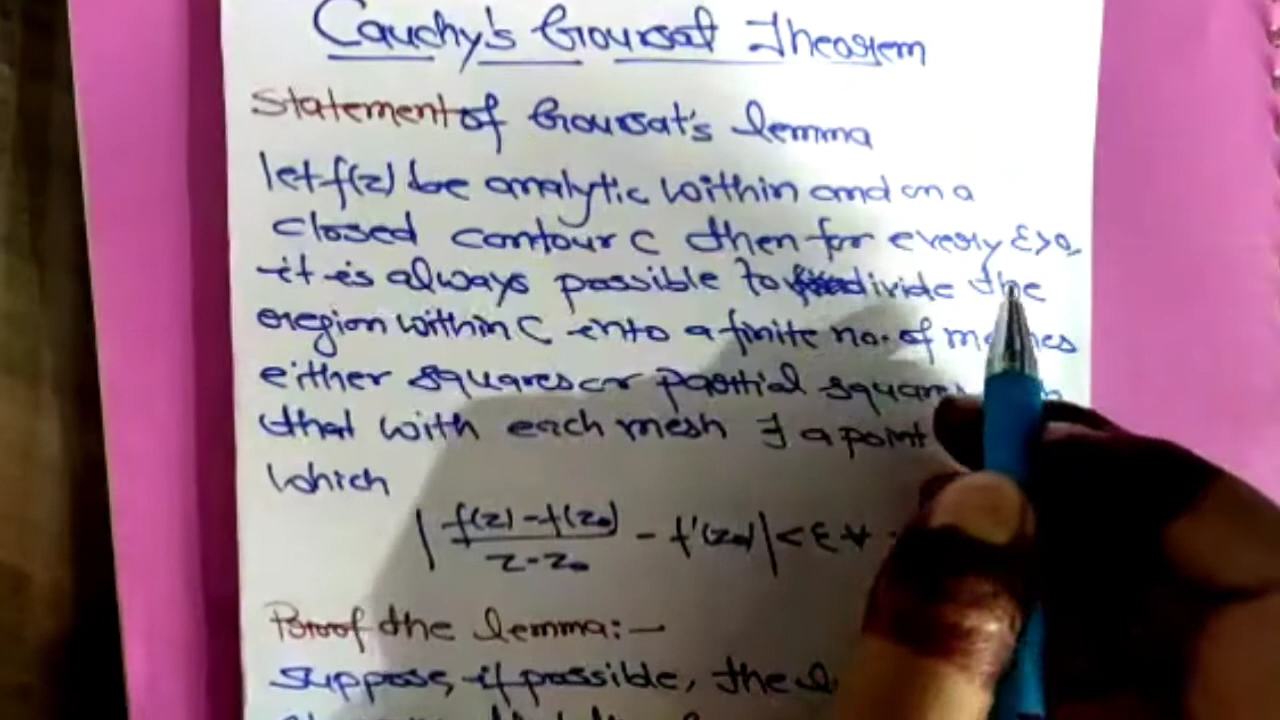 Cauchy's Goursat Theorem
Statement of Goursat's lemma
let f(z) be analytic within and on a
closed contour C then for every ε>0,
it is always possible to divide the
region within C into a finite no. of
either squares or partial
that with each mesh ∃ a point
which
| f(z)-f(z₀) / z-z₀ - f'(z₀) | < ε ∀
Proof the lemma:-
Suppose, if possible, the